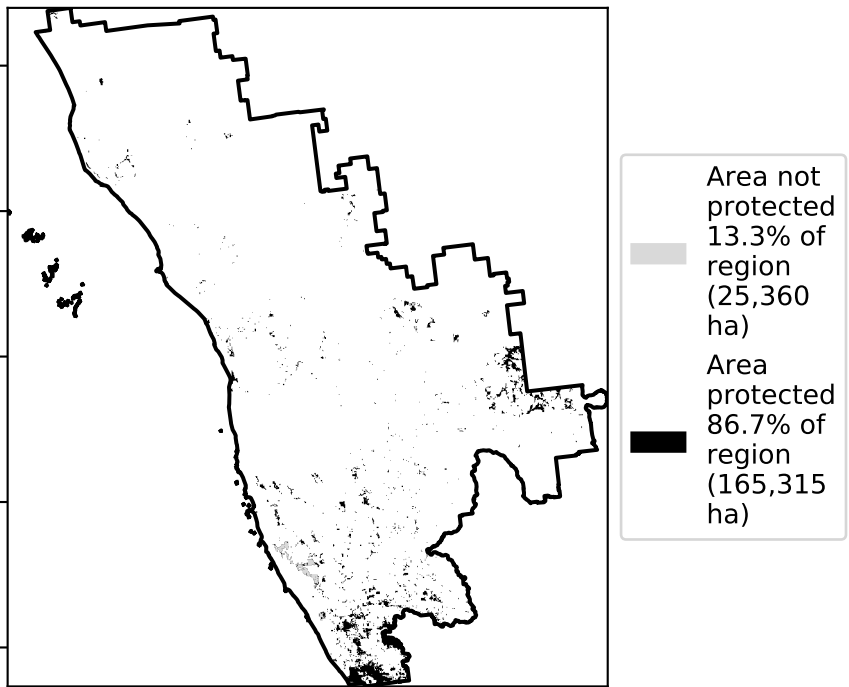 Area not
protected
13.3% of
region
(25,360
ha)
Area
protected
86.7% of
region
(165,315
ha)